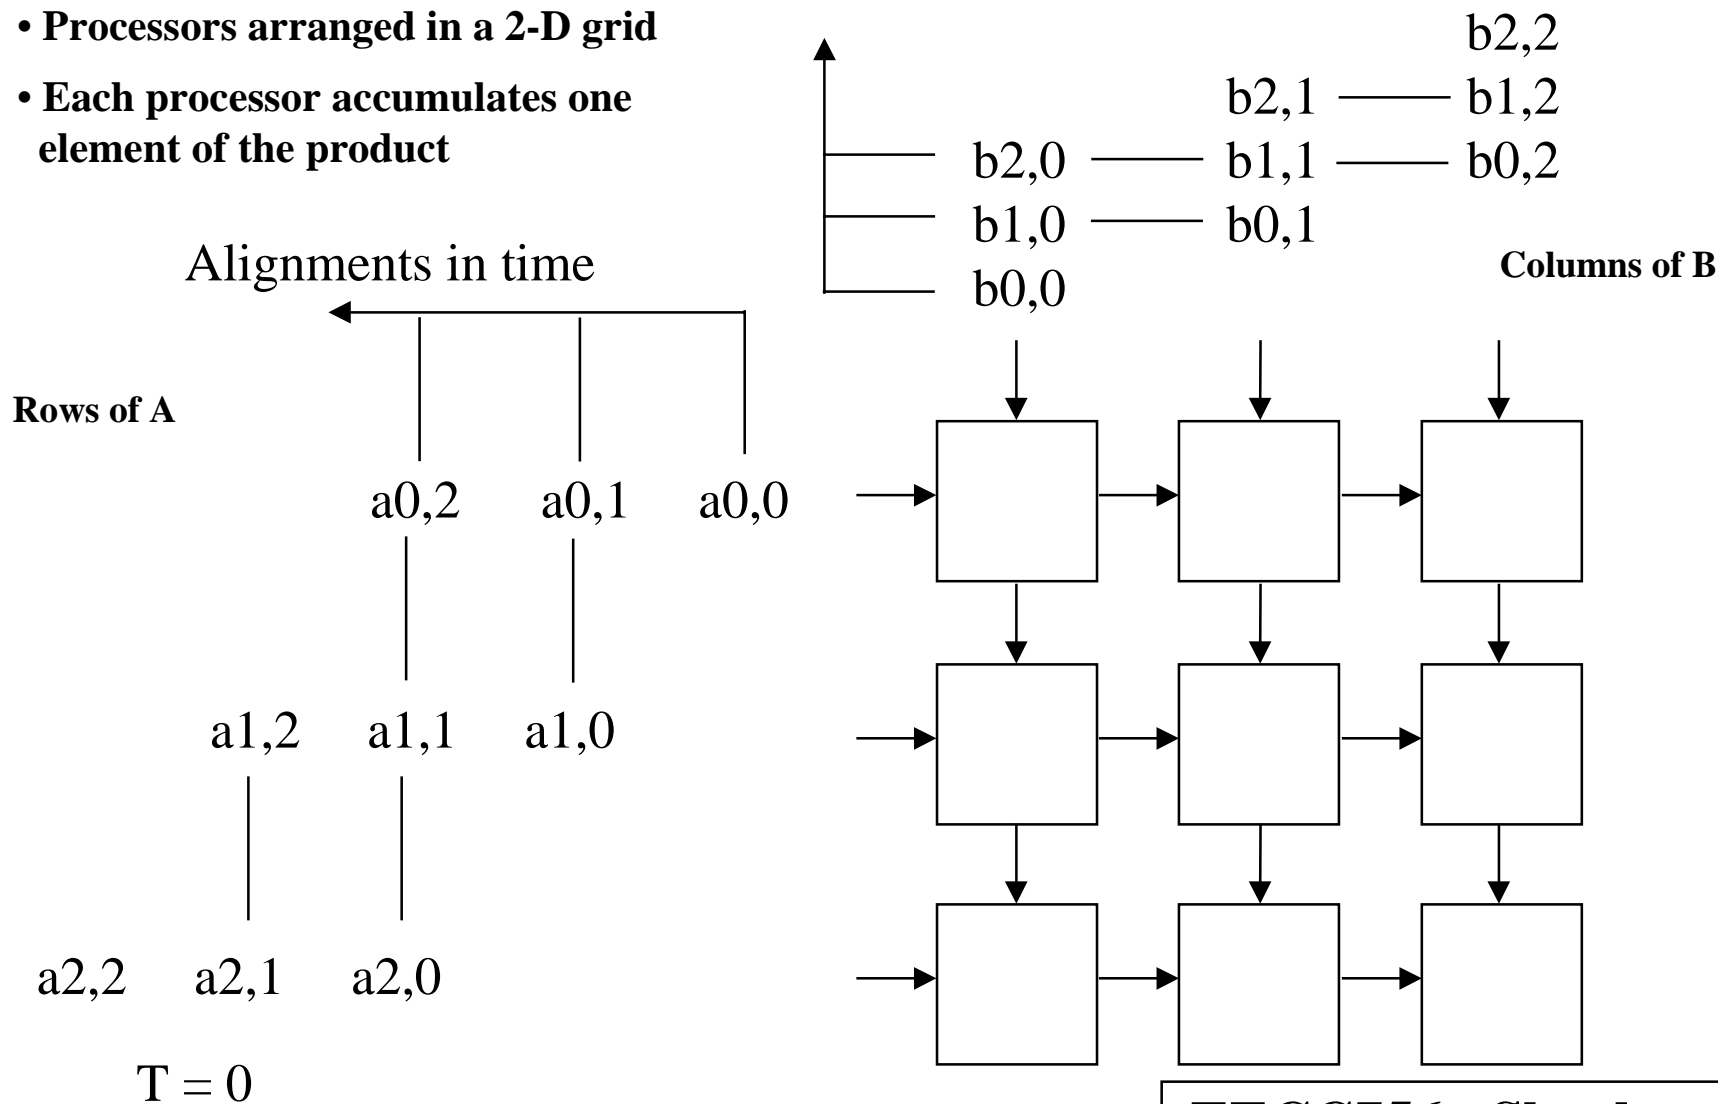 • Processors arranged in a 2-D grid
• Each processor accumulates one
element of the product
b2,2
b2,1 b1,2
b2,0 b1,1 b0,2
b1,0 b0,1
b0,0
Columns of B
Alignments in time
Rows of A
a0,2 a0,1 a0,0
a1,2 a1,1 a1,0
a2,2 a2,1 a2,0
T = 0